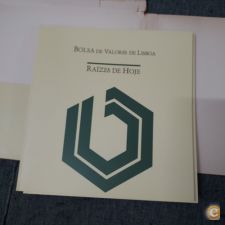 BOLSA DE VALORES DE LISBOA
RAÍZES DE HOJE